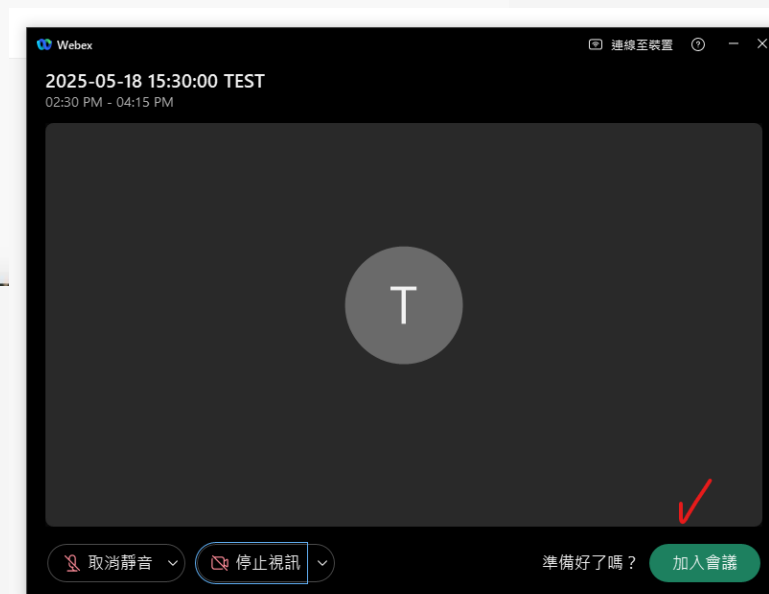 Webex 連線至裝置
2025-05-18 15:30:00 TEST
02:30 PM - 04:15 PM
T
取消靜音 停止視訊 準備好了嗎？ 加入會議